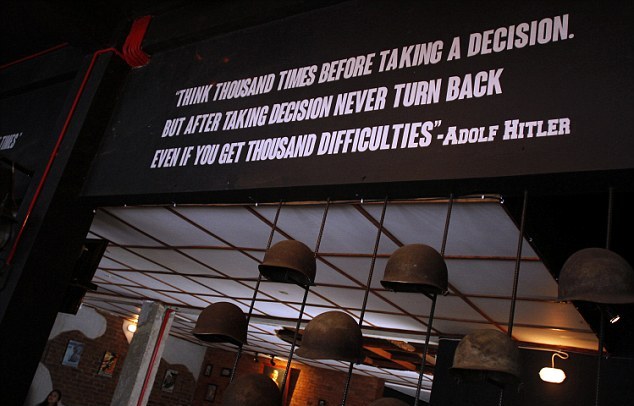 "THINK THOUSAND TIMES BEFORE TAKING A DECISION.
BUT AFTER TAKING DECISION NEVER TURN BACK
EVEN IF YOU GET THOUSAND DIFFICULTIES"-ADOLF HITLER